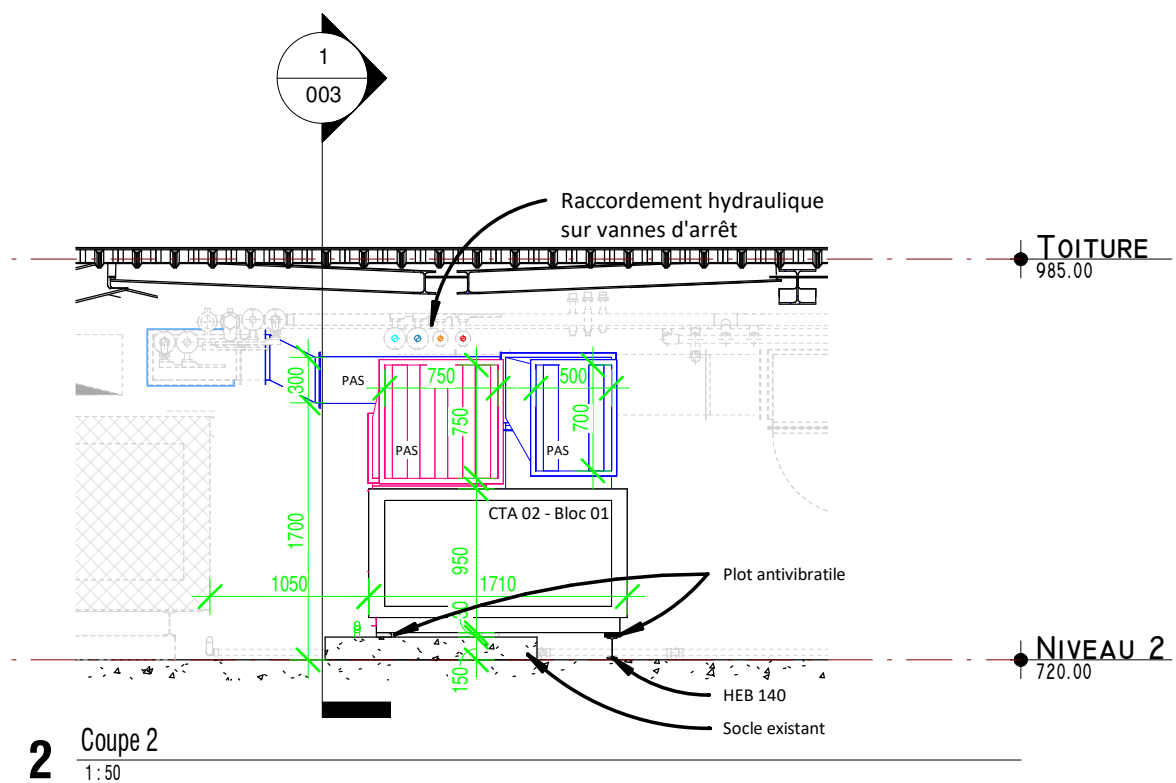 1
003
Raccordement hydraulique
sur vannes d'arrêt
TOITURE
985.00
300
PAS
750
500
750
700
PAS
PAS
CTA 02 - Bloc 01
1700
950
1050
1710
Plot antivibratile
150
NIVEAU 2
720.00
HEB 140
Socle existant
2
Coupe 2
1 : 50